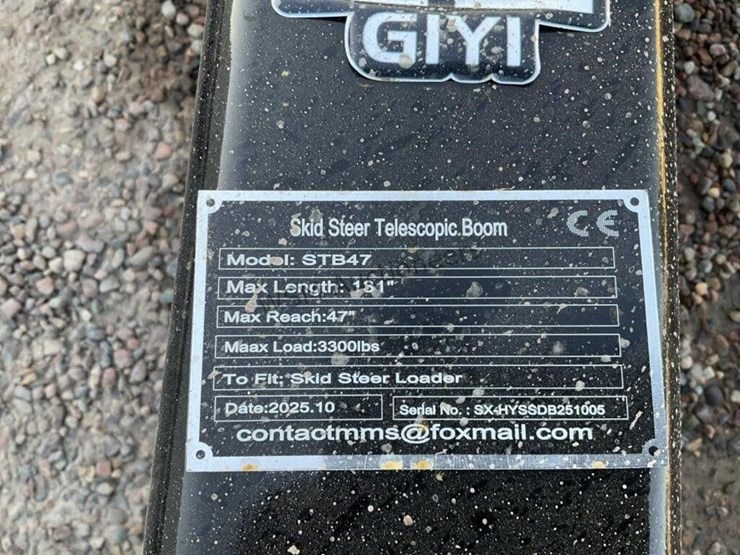 GIYI
Skid Steer Telescopic Boom
CE
Model: STB47
Max Length: 181"
Max Reach:47"
Maax Load:3300lbs
To Fit: Skid Steer Loader
Date:2025.10
Serial No. : SX-HYSSDB251005
contactmms@foxmail.com